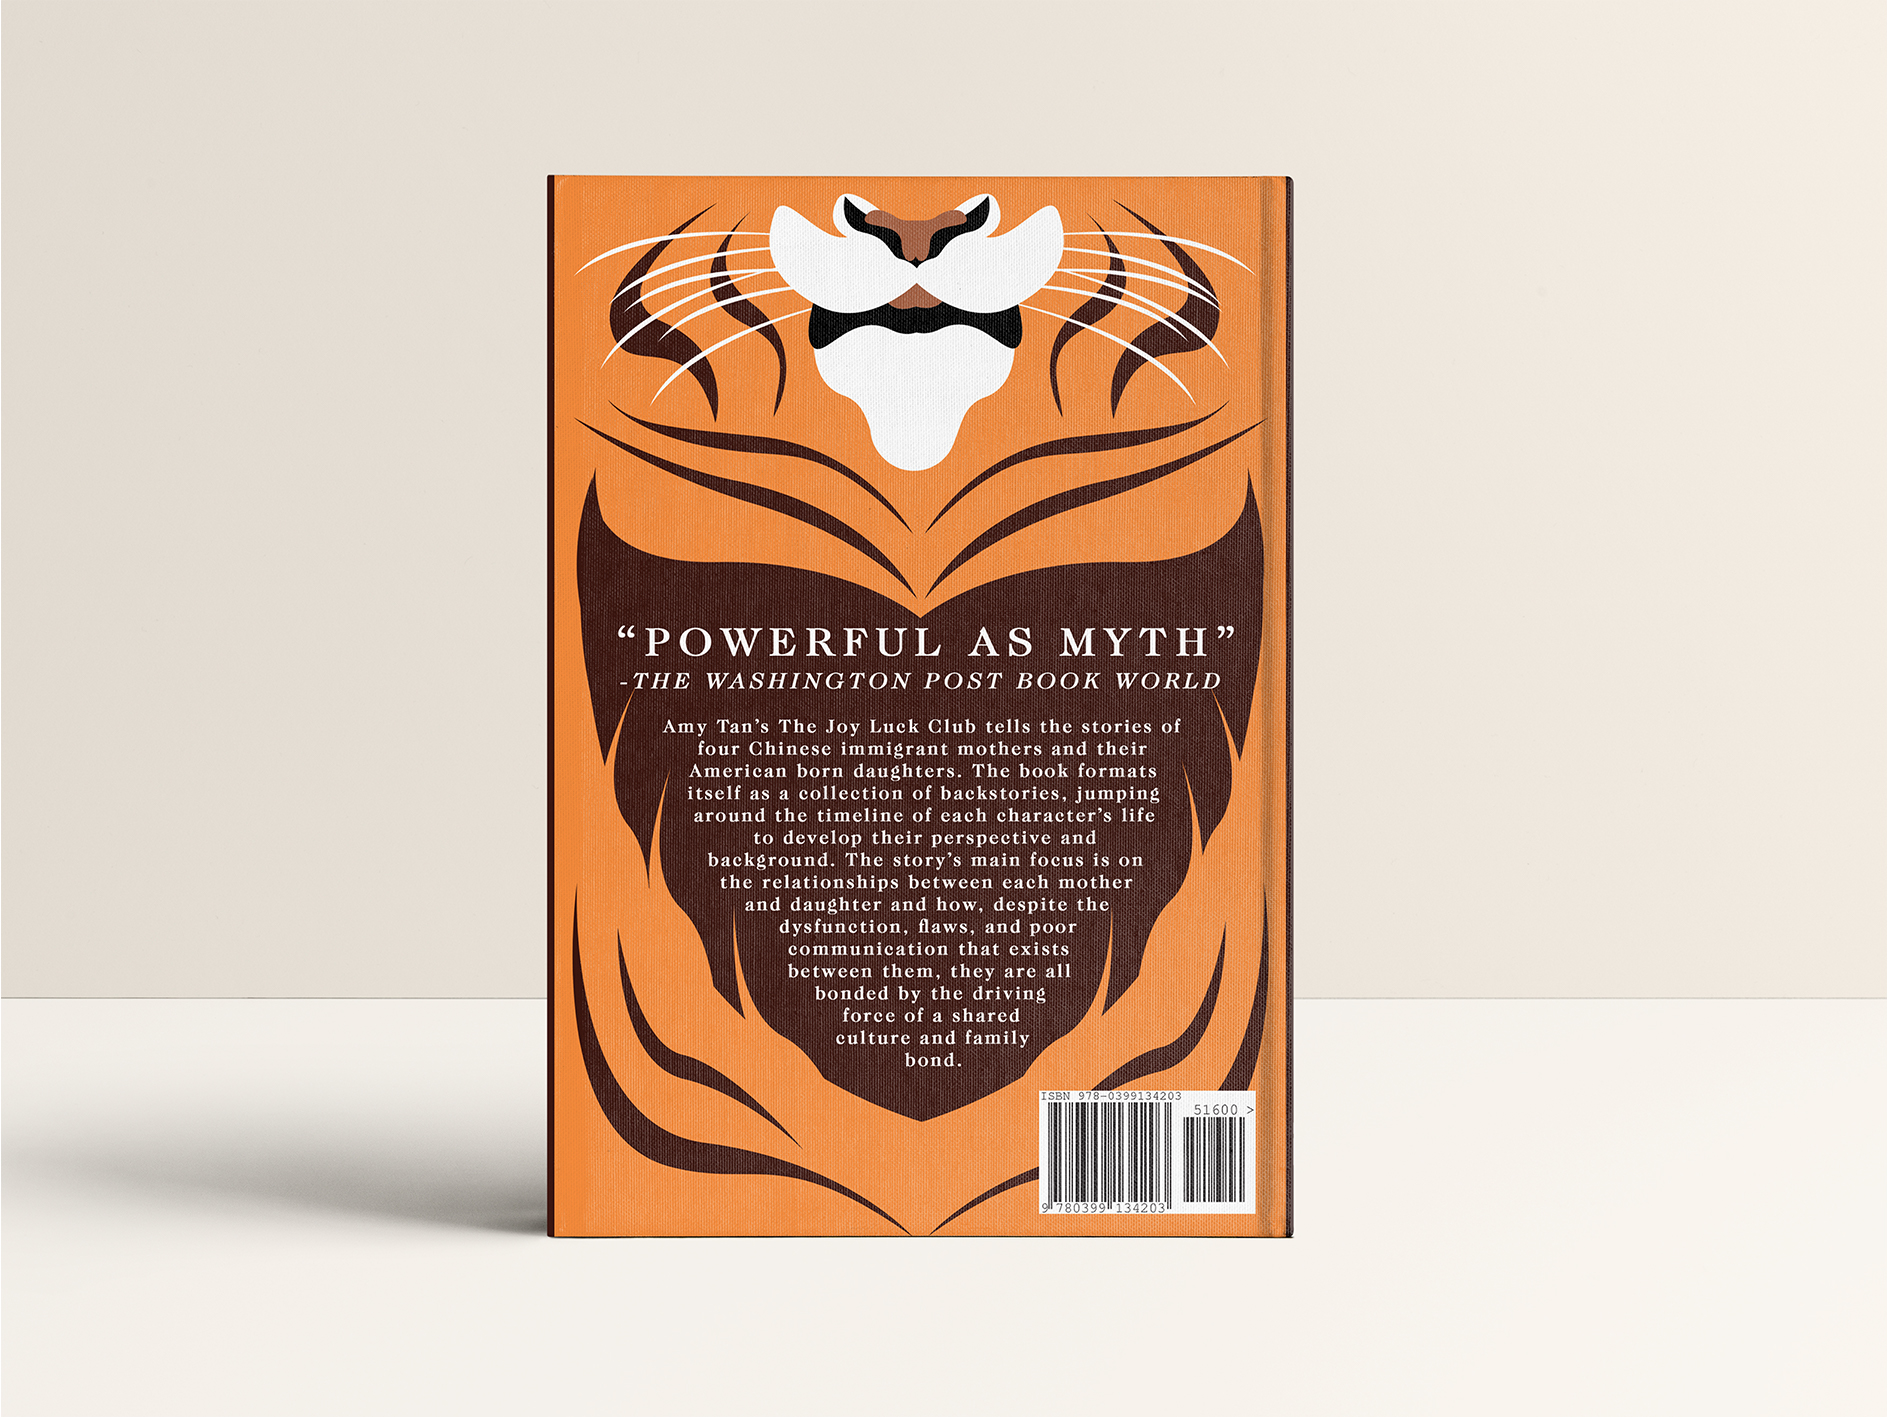 “POWERFUL AS MYTH”
-THE WASHINGTON POST BOOK WORLD
Amy Tan’s The Joy Luck Club tells the stories of
four Chinese immigrant mothers and their
American born daughters. The book formats
itself as a collection of backstories, jumping
around the timeline of each character’s life
to develop their perspective and
background. The story’s main focus is on
the relationships between each mother
and daughter and how, despite the
dysfunction, flaws, and poor
communication that exists
between them, they are all
bonded by the driving
force of a shared
culture and family
bond.
ISBN 978-0399134203
51600 >
9 780399 134203